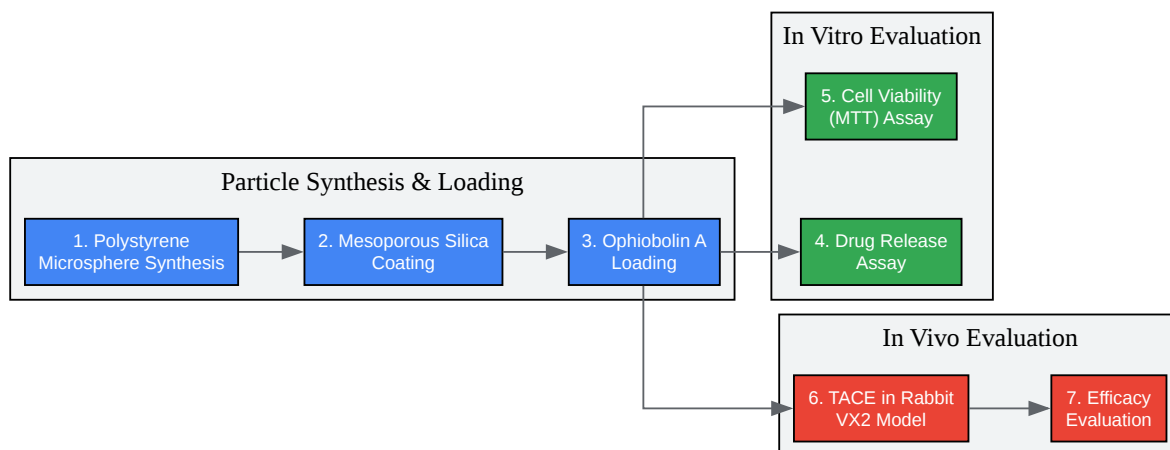 In Vitro Evaluation
5. Cell Viability
(MTT) Assay
Particle Synthesis & Loading
1. Polystyrene
Microsphere Synthesis
2. Mesoporous Silica
Coating
3. Ophiobolin A
Loading
4. Drug Release
Assay
In Vivo Evaluation
6. TACE in Rabbit
VX2 Model
7. Efficacy
Evaluation